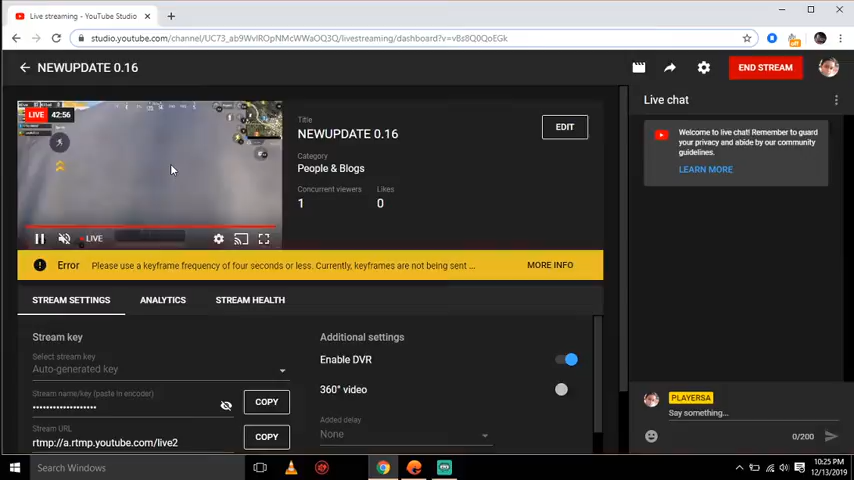 Live streaming - YouTube Studio
studio.youtube.com/channel/UC73_ab9WvlROpNMcWWaOQ3Q/livestreaming/dashboard?v=vBs8Q0QoEGk
NEWUPDATE 0.16
END STREAM
LIVE 42:56
LIVE
Title
NEWUPDATE 0.16
EDIT
Category
People & Blogs
Concurrent viewers
Likes
1
0
Error
Please use a keyframe frequency of four seconds or less. Currently, keyframes are not being sent ...
MORE INFO
STREAM SETTINGS
ANALYTICS
STREAM HEALTH
Stream key
Select stream key
Auto-generated key
Stream name/key (paste in encoder)
••••••••••••••••••
COPY
Stream URL
rtmp://a.rtmp.youtube.com/live2
COPY
Additional settings
Enable DVR
360° video
Added delay
None
Live chat
Welcome to live chat! Remember to guard
your privacy and abide by our community
guidelines.
LEARN MORE
PLAYERSA
Say something...
0/200
Search Windows
10:25 PM
12/13/2019